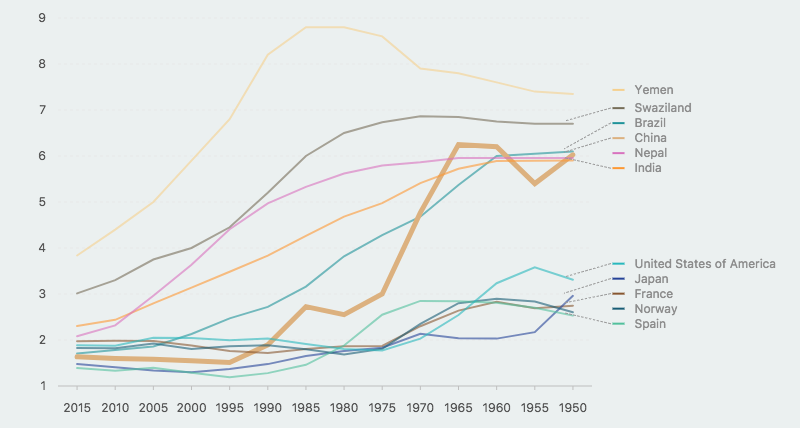 9
8
7
6
5
4
3
2
1
Yemen
Swaziland
Brazil
China
Nepal
India
United States of America
Japan
France
Norway
Spain
2015 2010 2005 2000 1995 1990 1985 1980 1975 1970 1965 1960 1955 1950